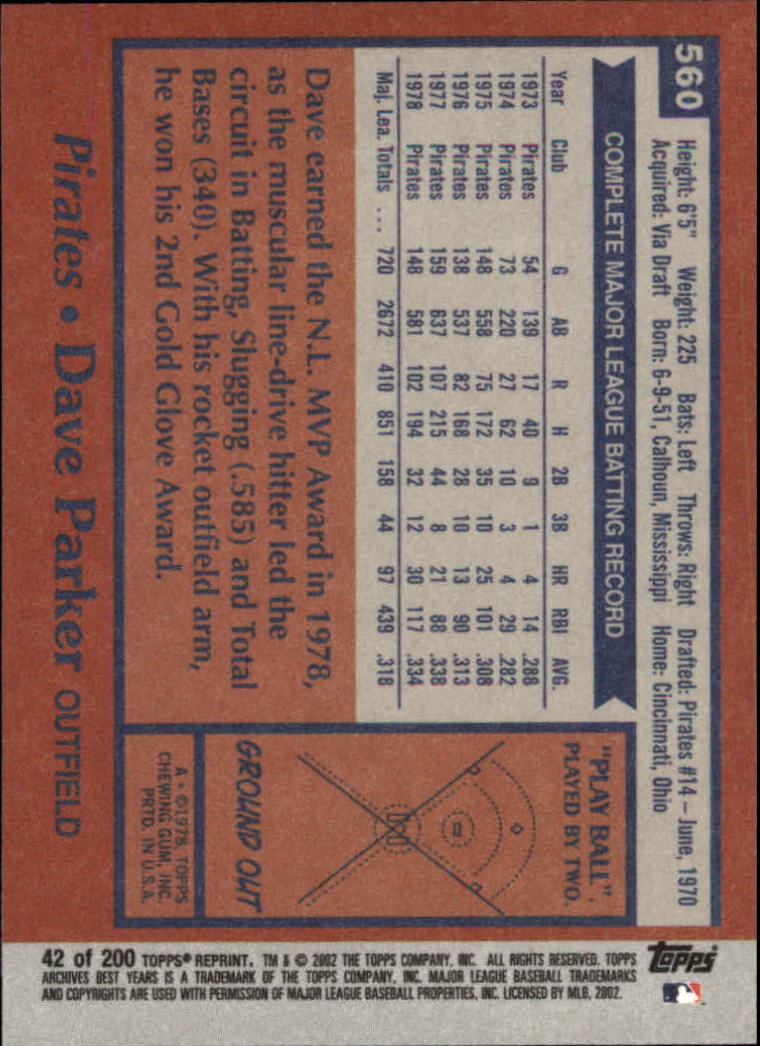 560
Height: 6'5" Weight: 225 Bats: Left Throws: Right Drafted: Pirates #14 – June, 1970
Acquired: Via Draft Born: 6-9-51, Calhoun, Mississippi Home: Cincinnati, Ohio
COMPLETE MAJOR LEAGUE BATTING RECORD
Year Club G AB R H 2B 3B HR RBI AVG.
1973 Pirates 54 139 17 40 9 1 4 14 .288
1974 Pirates 73 220 27 62 10 3 4 29 .282
1975 Pirates 148 558 75 172 35 10 25 101 .308
1976 Pirates 138 537 82 168 28 10 13 90 .313
1977 Pirates 159 637 107 215 44 8 21 88 .338
1978 Pirates 148 581 102 194 32 12 30 117 .334
Maj. Lea. Totals ... 720 2672 410 851 158 44 97 439 .318
Dave earned the N.L. MVP Award in 1978,
as the muscular line-drive hitter led the
circuit in Batting, Slugging (.585) and Total
Bases (340). With his rocket outfield arm,
he won his 2nd Gold Glove Award.
"PLAY BALL"
PLAYED BY TWO.
GROUND OUT
A • ©1978, TOPPS
CHEWING GUM, INC.
PRTD. IN U.S.A.
Pirates • Dave Parker OUTFIELD
42 of 200 TOPPS® REPRINT. TM & © 2002 THE TOPPS COMPANY, INC. ALL RIGHTS RESERVED. TOPPS
ARCHIVES BEST YEARS IS A TRADEMARK OF THE TOPPS COMPANY, INC. MAJOR LEAGUE BASEBALL TRADEMARKS
AND COPYRIGHTS ARE USED WITH PERMISSION OF MAJOR LEAGUE BASEBALL PROPERTIES, INC. LICENSED BY MLB, 2002.
topps